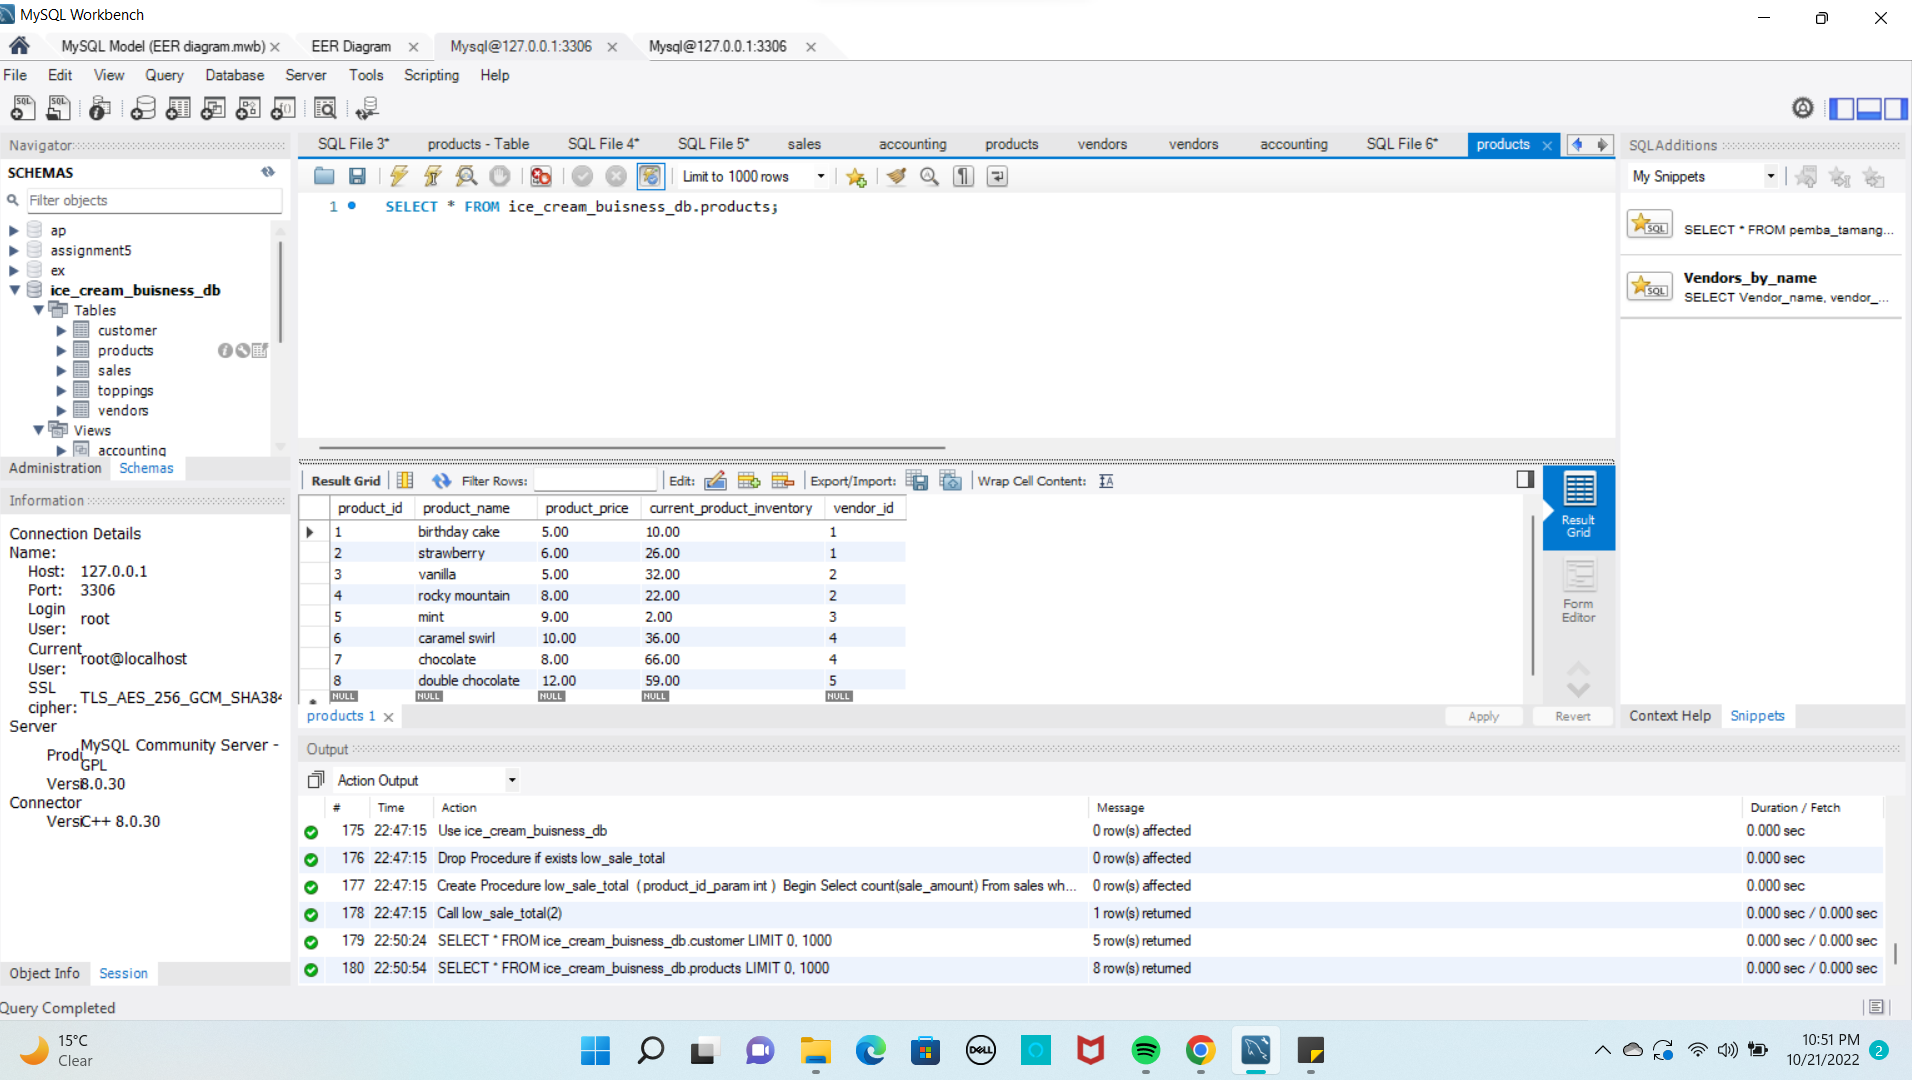 MySQL Workbench
MySQL Model (EER diagram.mwb) EER Diagram Mysql@127.0.0.1:3306 Mysql@127.0.0.1:3306
File Edit View Query Database Server Tools Scripting Help
Navigator
SCHEMAS
Filter objects
ap
assignment5
ex
ice_cream_buisness_db
Tables
customer
products
sales
toppings
vendors
Views
accounting
Administration Schemas
Information
Connection Details
Name:
Host: 127.0.0.1
Port: 3306
Login User: root
Current User: root@localhost
SSL cipher: TLS_AES_256_GCM_SHA384
Server
Produ MySQL Community Server - GPL
Versi 8.0.30
Connector
Versi C++ 8.0.30
Object Info Session
Query Completed
SQL File 3* products - Table SQL File 4* SQL File 5* sales accounting products vendors vendors accounting SQL File 6* products
Limit to 1000 rows
1 SELECT * FROM ice_cream_buisness_db.products;
Result Grid Filter Rows: Edit: Export/Import: Wrap Cell Content:
product_id product_name product_price current_product_inventory vendor_id
1 birthday cake 5.00 10.00 1
2 strawberry 6.00 26.00 1
3 vanilla 5.00 32.00 2
4 rocky mountain 8.00 22.00 2
5 mint 9.00 2.00 3
6 caramel swirl 10.00 36.00 4
7 chocolate 8.00 66.00 4
8 double chocolate 12.00 59.00 5
NULL NULL NULL NULL NULL
Result Grid
Form Editor
products 1 Apply Revert
SQLAdditions
My Snippets
SQL SELECT * FROM pemba_tamang...
Vendors_by_name
SQL SELECT Vendor_name, vendor_...
Context Help Snippets
Output
Action Output
# Time Action Message Duration / Fetch
175 22:47:15 Use ice_cream_buisness_db 0 row(s) affected 0.000 sec
176 22:47:15 Drop Procedure if exists low_sale_total 0 row(s) affected 0.000 sec
177 22:47:15 Create Procedure low_sale_total ( product_id_param int ) Begin Select count(sale_amount) From sales wh... 0 row(s) affected 0.000 sec
178 22:47:15 Call low_sale_total(2) 1 row(s) returned 0.000 sec / 0.000 sec
179 22:50:24 SELECT * FROM ice_cream_buisness_db.customer LIMIT 0, 1000 5 row(s) returned 0.000 sec / 0.000 sec
180 22:50:54 SELECT * FROM ice_cream_buisness_db.products LIMIT 0, 1000 8 row(s) returned 0.000 sec / 0.000 sec
15°C
Clear
DELL
10:51 PM
10/21/2022
2